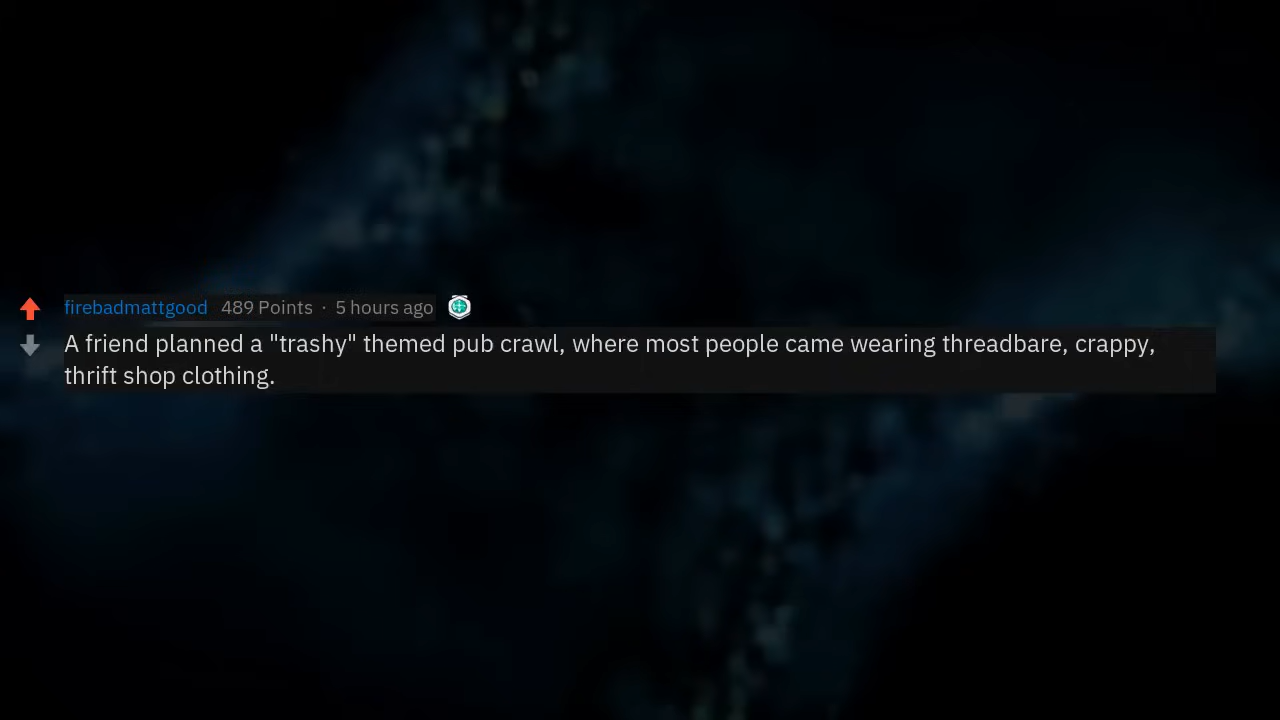 firebadmattgood 489 Points · 5 hours ago
A friend planned a "trashy" themed pub crawl, where most people came wearing threadbare, crappy,
thrift shop clothing.